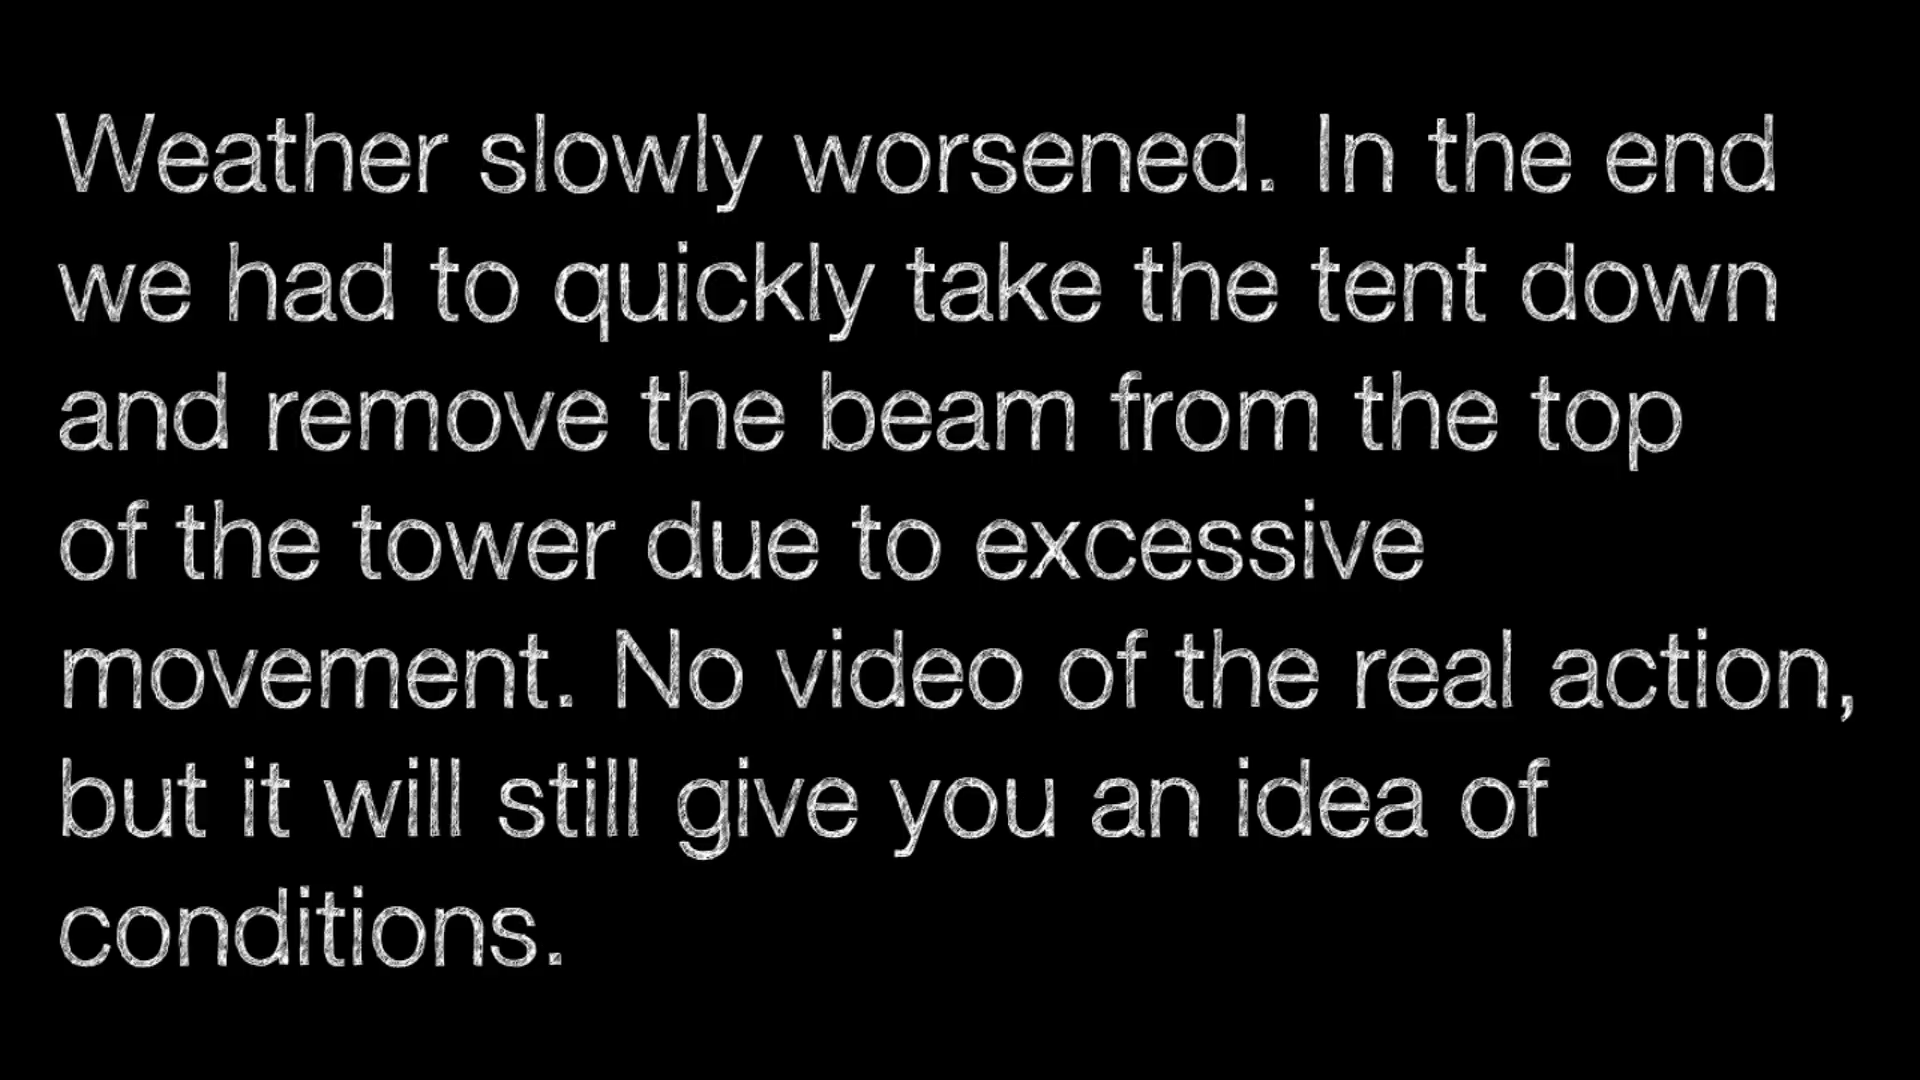 Weather slowly worsened. In the end
we had to quickly take the tent down
and remove the beam from the top
of the tower due to excessive
movement. No video of the real action,
but it will still give you an idea of
conditions.